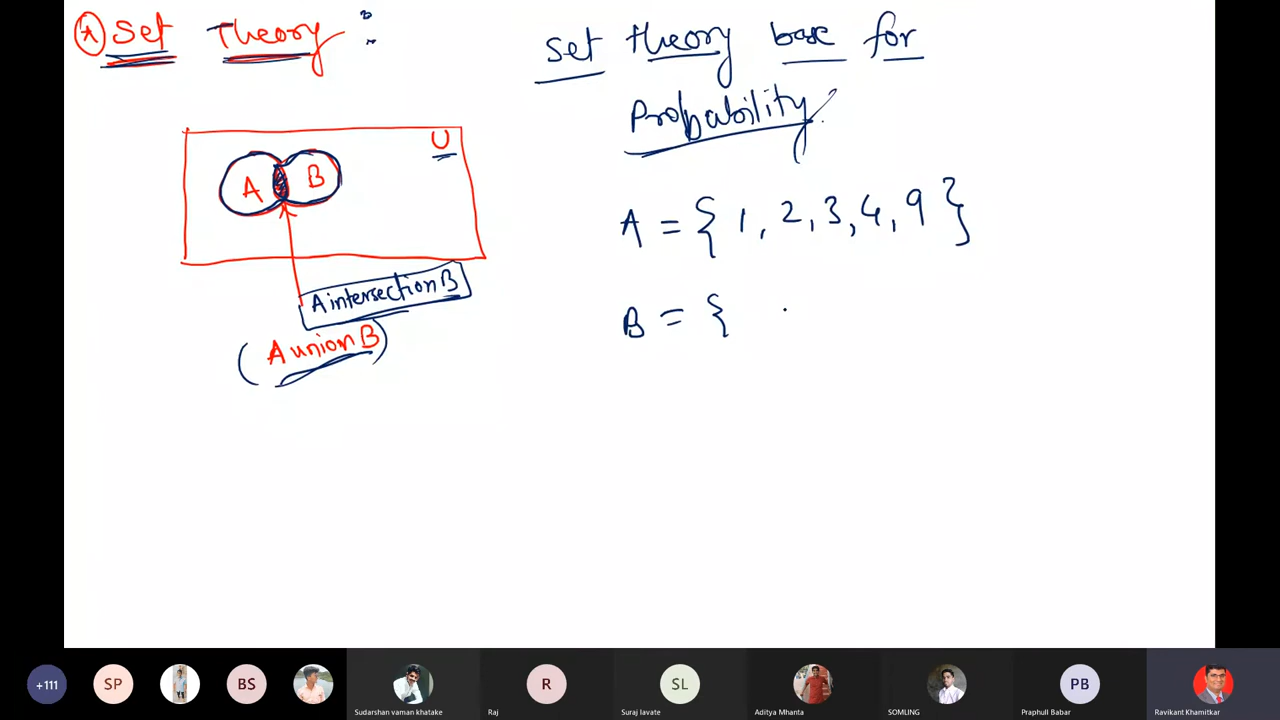 * Set Theory :
U
A B
A intersection B
(A union B)
Set theory base for
Probability
A = { 1, 2, 3, 4, 9 }
B = {
+111
SP
BS
R
SL
PB
Sudarshan vaman khatake
Raj
Suraj Javate
Aditya Mhanta
SOMLING
Praphull Babar
Ravikant Khamitkar